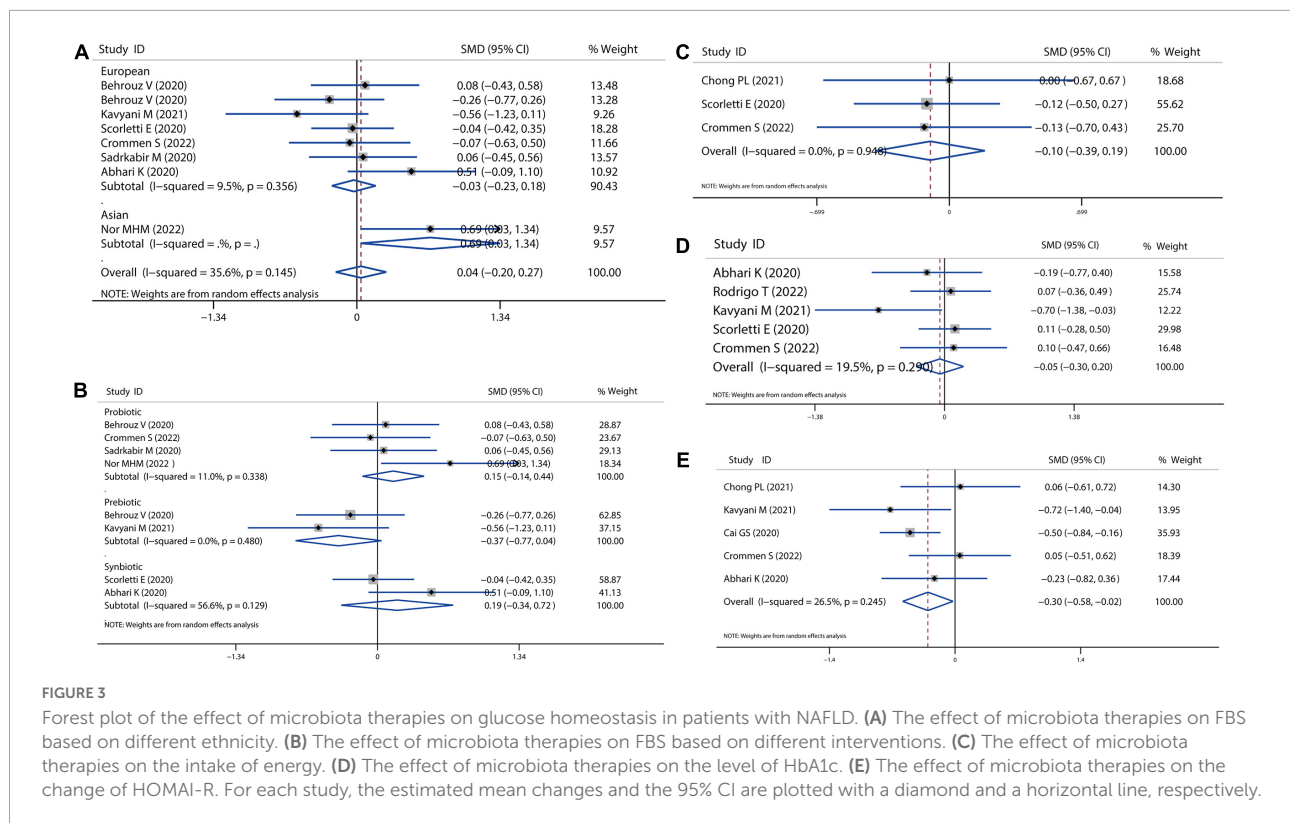 A Study ID SMD (95% CI) % Weight
European
Behrouz V (2020) 0.08 (−0.43, 0.58) 13.48
Behrouz V (2020) −0.26 (−0.77, 0.26) 13.28
Kavyani M (2021) −0.56 (−1.23, 0.11) 9.26
Scorletti E (2020) −0.04 (−0.42, 0.35) 18.28
Crommen S (2022) −0.07 (−0.63, 0.50) 11.66
Sadrkabir M (2020) 0.06 (−0.45, 0.56) 13.57
Abhari K (2020) 0.51 (−0.09, 1.10) 10.92
Subtotal (I−squared = 9.5%, p = 0.356) −0.03 (−0.23, 0.18) 90.43
.
Asian
Nor MHM (2022) 0.69 (0.03, 1.34) 9.57
Subtotal (I−squared = .%, p = .) 0.69 (0.03, 1.34) 9.57
.
Overall (I−squared = 35.6%, p = 0.145) 0.04 (−0.20, 0.27) 100.00
NOTE: Weights are from random effects analysis
−1.34 0 1.34
B Study ID SMD (95% CI) % Weight
Probiotic
Behrouz V (2020) 0.08 (−0.43, 0.58) 28.87
Crommen S (2022) −0.07 (−0.63, 0.50) 23.67
Sadrkabir M (2020) 0.06 (−0.45, 0.56) 29.13
Nor MHM (2022 ) 0.69 (0.03, 1.34) 18.34
Subtotal (I−squared = 11.0%, p = 0.338) 0.15 (−0.14, 0.44) 100.00
.
Prebiotic
Behrouz V (2020) −0.26 (−0.77, 0.26) 62.85
Kavyani M (2021) −0.56 (−1.23, 0.11) 37.15
Subtotal (I−squared = 0.0%, p = 0.480) −0.37 (−0.77, 0.04) 100.00
.
Synbiotic
Scorletti E (2020) −0.04 (−0.42, 0.35) 58.87
Abhari K (2020) 0.51 (−0.09, 1.10) 41.13
Subtotal (I−squared = 56.6%, p = 0.129) 0.19 (−0.34, 0.72) 100.00
.
NOTE: Weights are from random effects analysis
−1.34 0 1.34
C Study ID SMD (95% CI) % Weight
Chong PL (2021) 0.00 (−0.67, 0.67) 18.68
Scorletti E (2020) −0.12 (−0.50, 0.27) 55.62
Crommen S (2022) −0.13 (−0.70, 0.43) 25.70
Overall (I−squared = 0.0%, p = 0.948) −0.10 (−0.39, 0.19) 100.00
NOTE: Weights are from random effects analysis
−.699 0 .699
D Study ID SMD (95% CI) % Weight
Abhari K (2020) −0.19 (−0.77, 0.40) 15.58
Rodrigo T (2022) 0.07 (−0.36, 0.49) 25.74
Kavyani M (2021) −0.70 (−1.38, −0.03) 12.22
Scorletti E (2020) 0.11 (−0.28, 0.50) 29.98
Crommen S (2022) 0.10 (−0.47, 0.66) 16.48
Overall (I−squared = 19.5%, p = 0.290) −0.05 (−0.30, 0.20) 100.00
NOTE: Weights are from random effects analysis
−1.38 0 1.38
E Study ID SMD (95% CI) % Weight
Chong PL (2021) 0.06 (−0.61, 0.72) 14.30
Kavyani M (2021) −0.72 (−1.40, −0.04) 13.95
Cai GS (2020) −0.50 (−0.84, −0.16) 35.93
Crommen S (2022) 0.05 (−0.51, 0.62) 18.39
Abhari K (2020) −0.23 (−0.82, 0.36) 17.44
Overall (I−squared = 26.5%, p = 0.245) −0.30 (−0.58, −0.02) 100.00
NOTE: Weights are from random effects analysis
−1.4 0 1.4
FIGURE 3
Forest plot of the effect of microbiota therapies on glucose homeostasis in patients with NAFLD. (A) The effect of microbiota therapies on FBS
based on different ethnicity. (B) The effect of microbiota therapies on FBS based on different interventions. (C) The effect of microbiota
therapies on the intake of energy. (D) The effect of microbiota therapies on the level of HbA1c. (E) The effect of microbiota therapies on the
change of HOMAI-R. For each study, the estimated mean changes and the 95% CI are plotted with a diamond and a horizontal line, respectively.